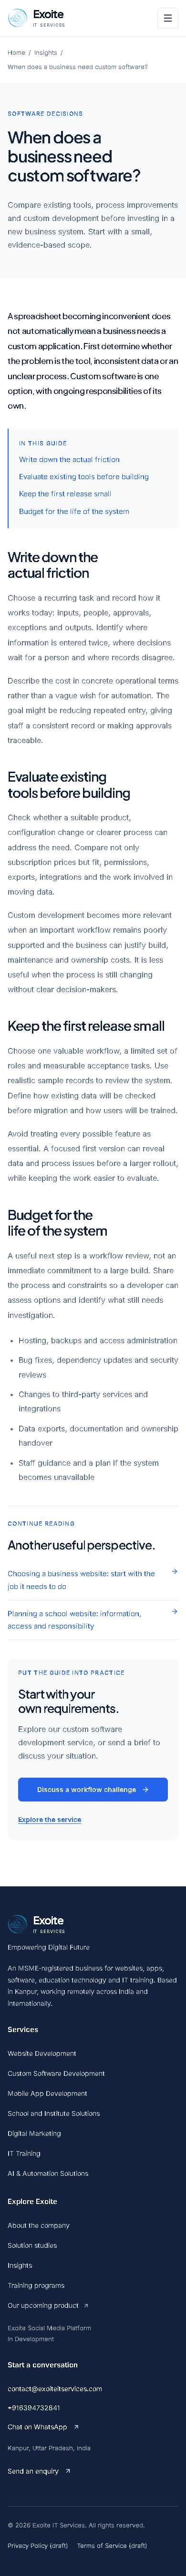 Exoite
IT SERVICES
Home / Insights /
When does a business need custom software?
SOFTWARE DECISIONS
When does a
business need
custom software?
Compare existing tools, process improvements
and custom development before investing in a
new business system. Start with a small,
evidence-based scope.
A spreadsheet becoming inconvenient does
not automatically mean a business needs a
custom application. First determine whether
the problem is the tool, inconsistent data or an
unclear process. Custom software is one
option, with ongoing responsibilities of its
own.
IN THIS GUIDE
Write down the actual friction
Evaluate existing tools before building
Keep the first release small
Budget for the life of the system
Write down the
actual friction
Choose a recurring task and record how it
works today: inputs, people, approvals,
exceptions and outputs. Identify where
information is entered twice, where decisions
wait for a person and where records disagree.
Describe the cost in concrete operational terms
rather than a vague wish for automation. The
goal might be reducing repeated entry, giving
staff a consistent record or making approvals
traceable.
Evaluate existing
tools before building
Check whether a suitable product,
configuration change or clearer process can
address the need. Compare not only
subscription prices but fit, permissions,
exports, integrations and the work involved in
moving data.
Custom development becomes more relevant
when an important workflow remains poorly
supported and the business can justify build,
maintenance and ownership costs. It is less
useful when the process is still changing
without clear decision-makers.
Keep the first release small
Choose one valuable workflow, a limited set of
roles and measurable acceptance tasks. Use
realistic sample records to review the system.
Define how existing data will be checked
before migration and how users will be trained.
Avoid treating every possible feature as
essential. A focused first version can reveal
data and process issues before a larger rollout,
while keeping the work easier to evaluate.
Budget for the
life of the system
A useful next step is a workflow review, not an
immediate commitment to a large build. Share
the process and constraints so a developer can
assess options and identify what still needs
investigation.
• Hosting, backups and access administration
• Bug fixes, dependency updates and security
reviews
• Changes to third-party services and
integrations
• Data exports, documentation and ownership
handover
• Staff guidance and a plan if the system
becomes unavailable
CONTINUE READING
Another useful perspective.
Choosing a business website: start with the →
job it needs to do
Planning a school website: information, →
access and responsibility
PUT THE GUIDE INTO PRACTICE
Start with your
own requirements.
Explore our custom software
development service, or send a brief to
discuss your situation.
Discuss a workflow challenge →
Explore the service
Exoite
IT SERVICES
Empowering Digital Future
An MSME-registered business for websites, apps,
software, education technology and IT training. Based
in Kanpur, working remotely across India and
internationally.
Services
Website Development
Custom Software Development
Mobile App Development
School and Institute Solutions
Digital Marketing
IT Training
AI & Automation Solutions
Explore Exoite
About the company
Solution studies
Insights
Training programs
Our upcoming product ↗
Exoite Social Media Platform
In Development
Start a conversation
contact@exoiteitservices.com
+916394732841
Chat on WhatsApp ↗
Kanpur, Uttar Pradesh, India
Send an enquiry ↗
© 2026 Exoite IT Services. All rights reserved.
Privacy Policy (draft) Terms of Service (draft)